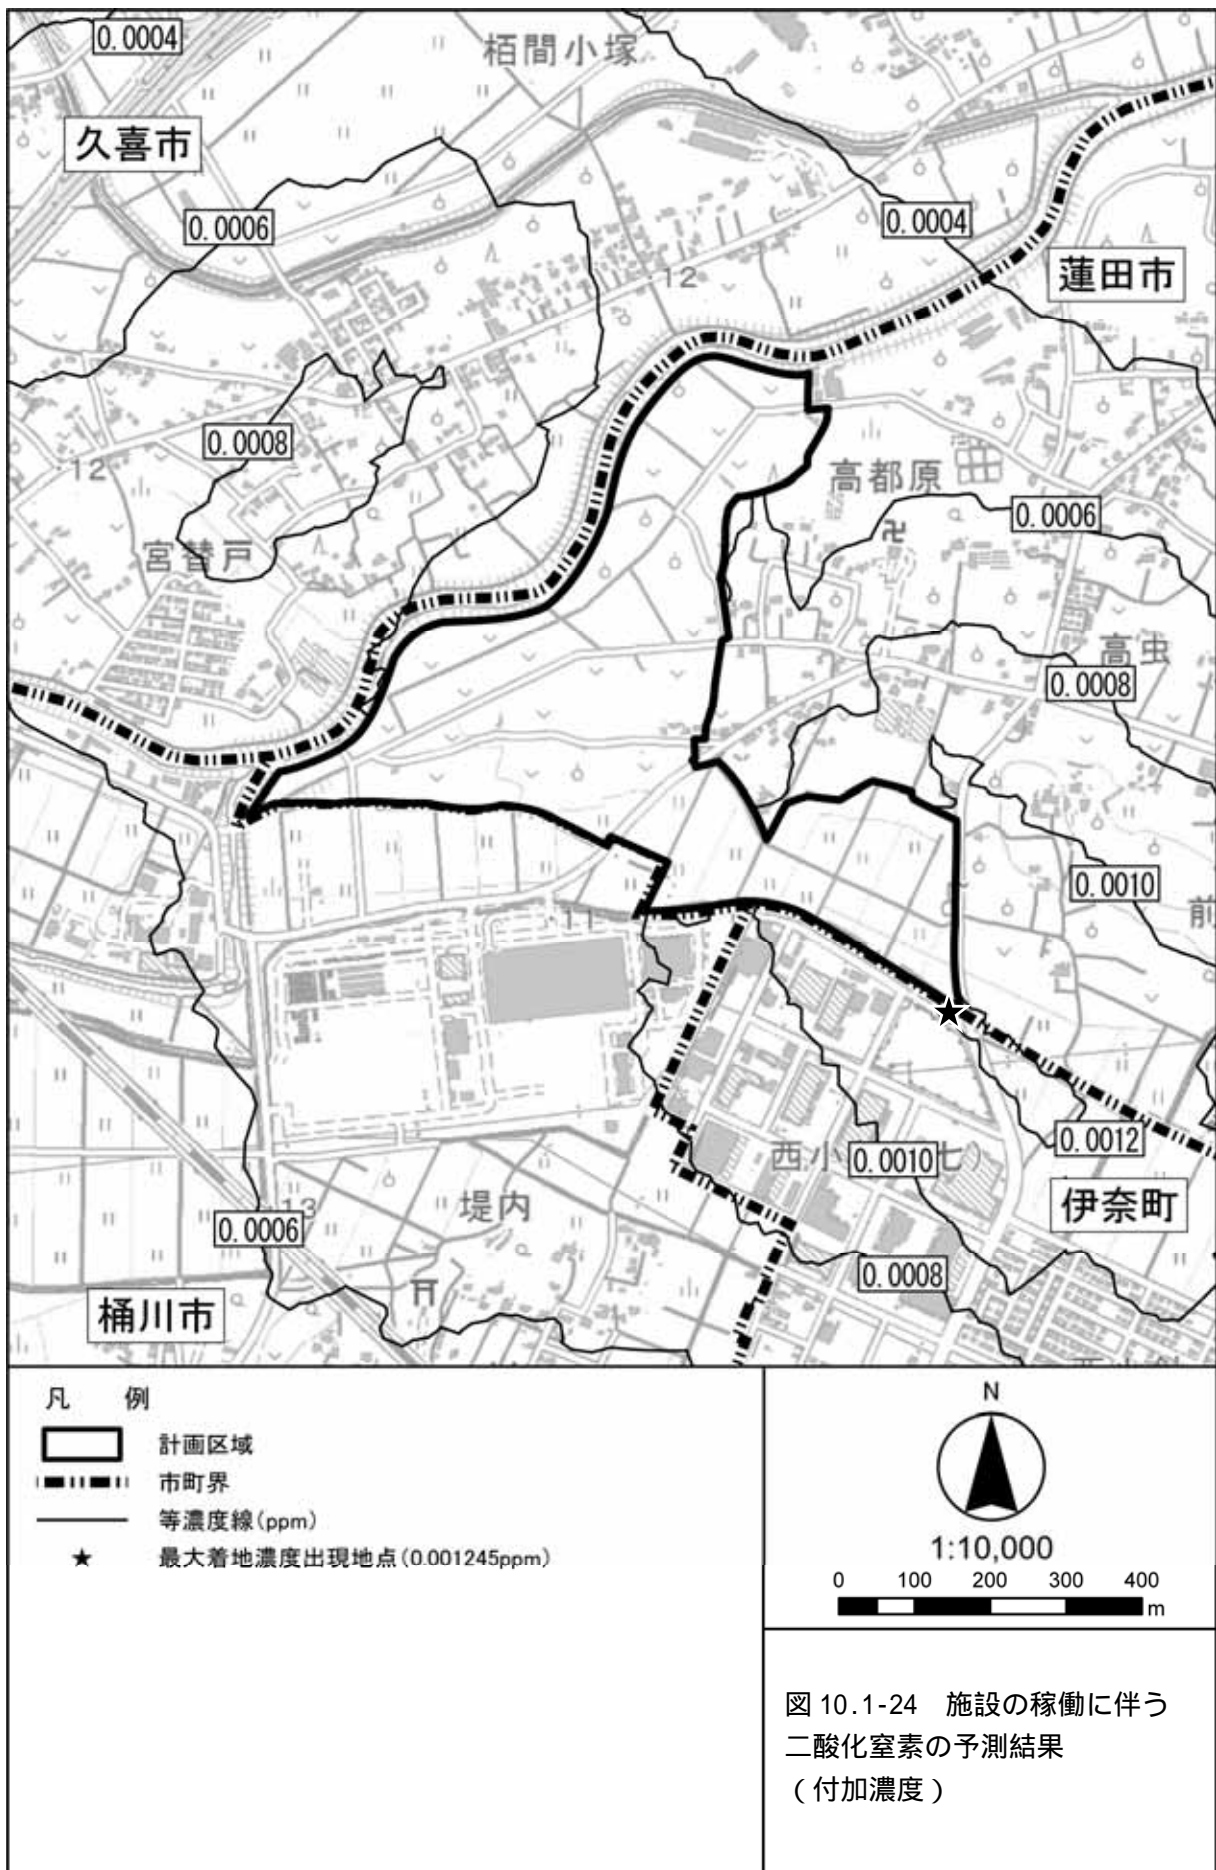 0.0004
栢間小塚
久喜市
0.0006
0.0004
蓮田市
12
0.0008
12
高都原
0.0006
宮替戸
高虫
0.0008
0.0010
前
11
0.0012
西小
0.0010
七
伊奈町
堤内
13
0.0006
0.0008
桶川市
凡 例
計画区域
市町界
等濃度線(ppm)
★ 最大着地濃度出現地点(0.001245ppm)
N
1:10,000
0 100 200 300 400
m
図 10.1-24 施設の稼働に伴う
二酸化窒素の予測結果
(付加濃度)